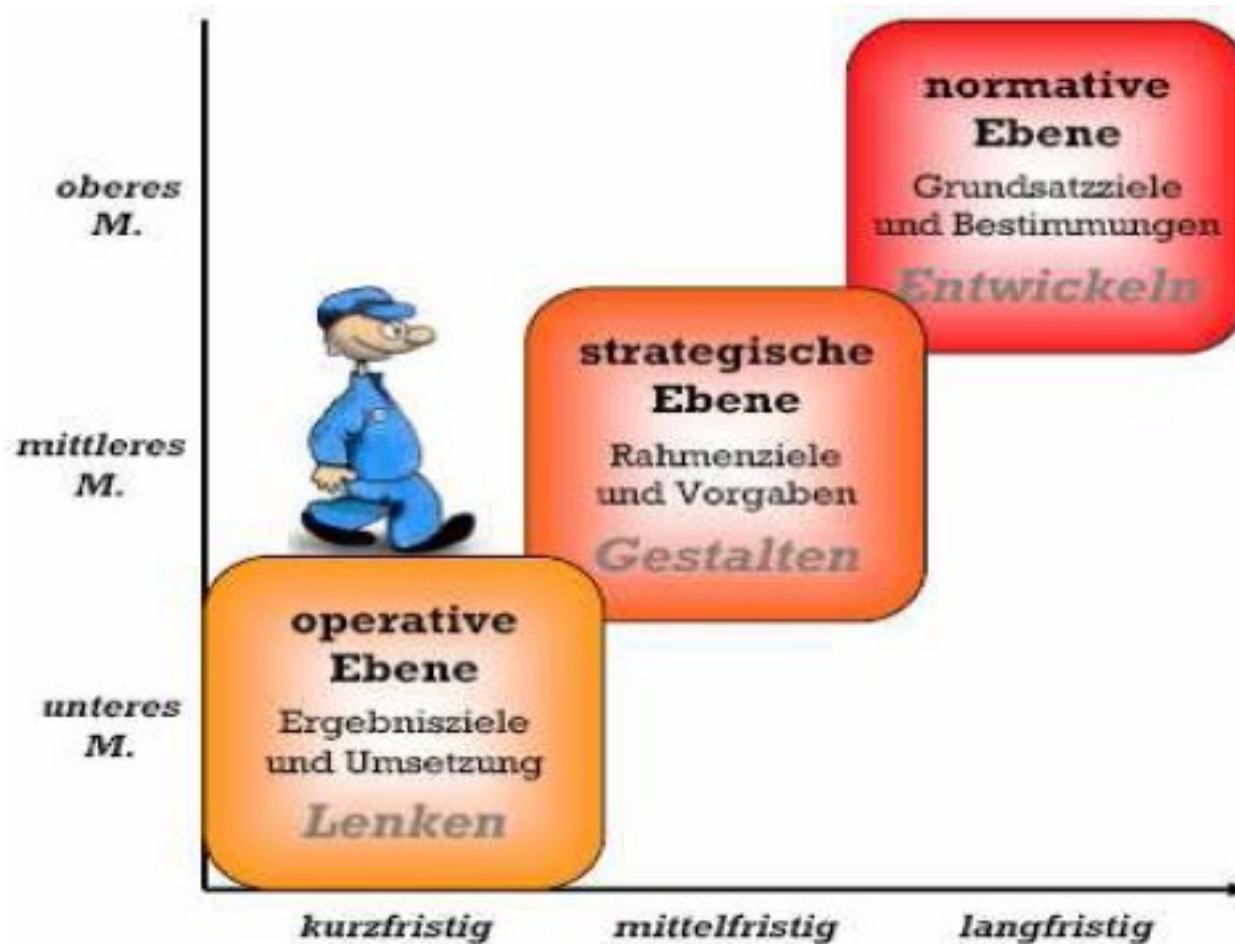 normative
Ebene
Grundsatzziele
und Bestimmungen
Entwickeln
oberes
M.
strategische
Ebene
Rahmenziele
und Vorgaben
Gestalten
mittleres
M.
operative
Ebene
Ergebnisziele
und Umsetzung
Lenken
unteres
M.
kurzfristig
mittelfristig
langfristig